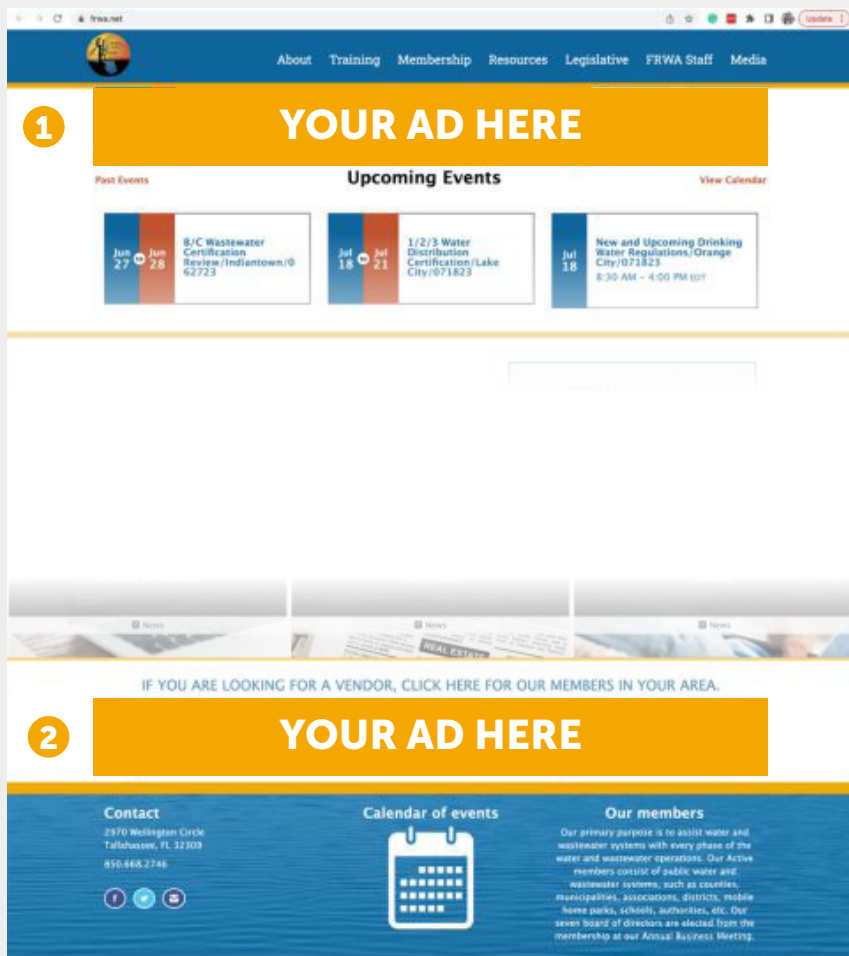 frwa.net
Update
About Training Membership Resources Legislative FRWA Staff Media
1
YOUR AD HERE
Past Events
Upcoming Events
View Calendar
Jun 27 to Jun 28
B/C Wastewater
Certification
Review/Indiantown/0
62723
Jul 18 to Jul 21
1/2/3 Water
Distribution
Certification/Lake
City/071823
Jul 18
New and Upcoming Drinking
Water Regulations/Orange
City/071823
8:30 AM – 4:00 PM EDT
News
News
REAL ESTATE
News
IF YOU ARE LOOKING FOR A VENDOR, CLICK HERE FOR OUR MEMBERS IN YOUR AREA.
2
YOUR AD HERE
Contact
2970 Wellington Circle
Tallahassee, FL 32309
850.668.2746
Calendar of events
Our members
Our primary purpose is to assist water and
wastewater systems with every phase of the
water and wastewater operations. Our Active
members consist of public water and
wastewater systems, such as counties,
municipalities, associations, districts, mobile
home parks, schools, authorities, etc. Our
seven board of directors are elected from the
membership at our Annual Business Meeting.